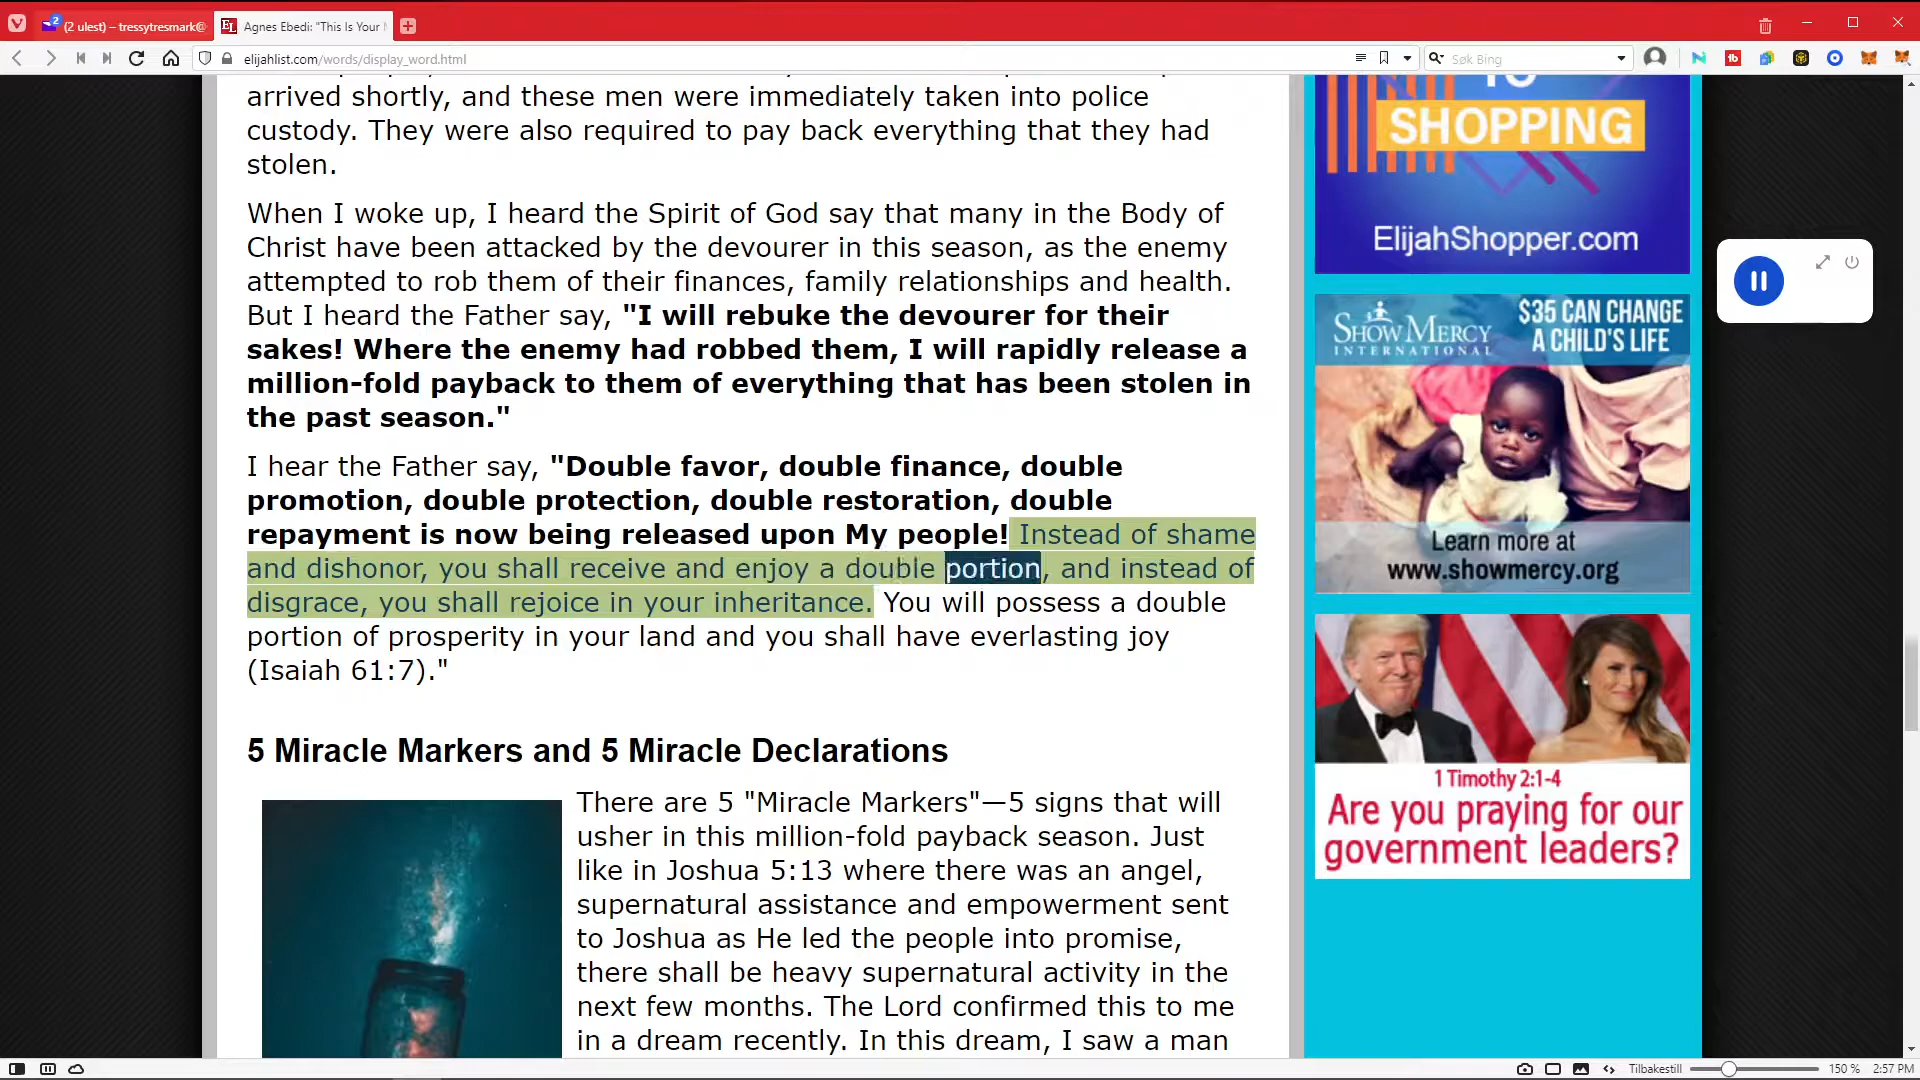 2
(2 ulest) – tressytresmark@
EL
Agnes Ebedi: "This Is Your
elijahlist.com/words/display_word.html
Søk Bing
arrived shortly, and these men were immediately taken into police
custody. They were also required to pay back everything that they had
stolen.
When I woke up, I heard the Spirit of God say that many in the Body of
Christ have been attacked by the devourer in this season, as the enemy
attempted to rob them of their finances, family relationships and health.
But I heard the Father say, "I will rebuke the devourer for their
sakes! Where the enemy had robbed them, I will rapidly release a
million-fold payback to them of everything that has been stolen in
the past season."
I hear the Father say, "Double favor, double finance, double
promotion, double protection, double restoration, double
repayment is now being released upon My people! Instead of shame
and dishonor, you shall receive and enjoy a double portion, and instead of
disgrace, you shall rejoice in your inheritance. You will possess a double
portion of prosperity in your land and you shall have everlasting joy
(Isaiah 61:7)."
5 Miracle Markers and 5 Miracle Declarations
There are 5 "Miracle Markers"—5 signs that will
usher in this million-fold payback season. Just
like in Joshua 5:13 where there was an angel,
supernatural assistance and empowerment sent
to Joshua as He led the people into promise,
there shall be heavy supernatural activity in the
next few months. The Lord confirmed this to me
in a dream recently. In this dream, I saw a man
SHOPPING
ElijahShopper.com
SHOW MERCY
INTERNATIONAL
$35 CAN CHANGE
A CHILD'S LIFE
Learn more at
www.showmercy.org
1 Timothy 2:1-4
Are you praying for our
government leaders?
Tilbakestill
150 %
2:57 PM